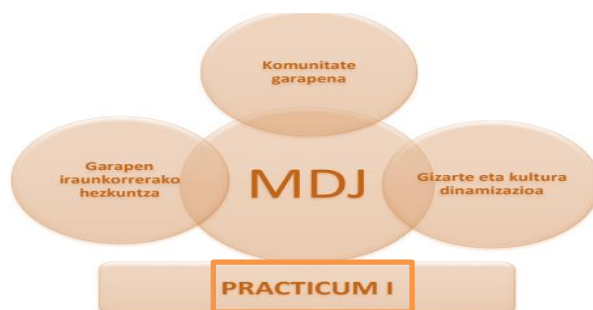 Komunitate
garapena
Garapen
iraunkorrerako
hezkuntza
MDJ
Gizarte eta kultura
dinamizazioa
PRACTICUM I